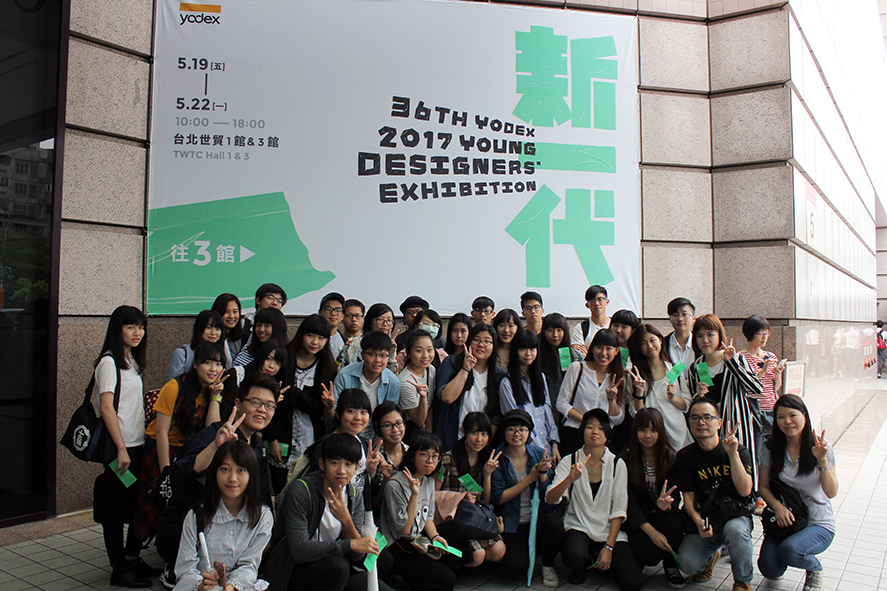 yodex
5.19 [五]
5.22 [一]
10:00 — 18:00
台北世貿1館&3館
TWTC Hall 1 & 3
往3館▶
36TH YODEX
2017 YOUNG
DESIGNERS'
EXHIBITION
新一代
NIKE